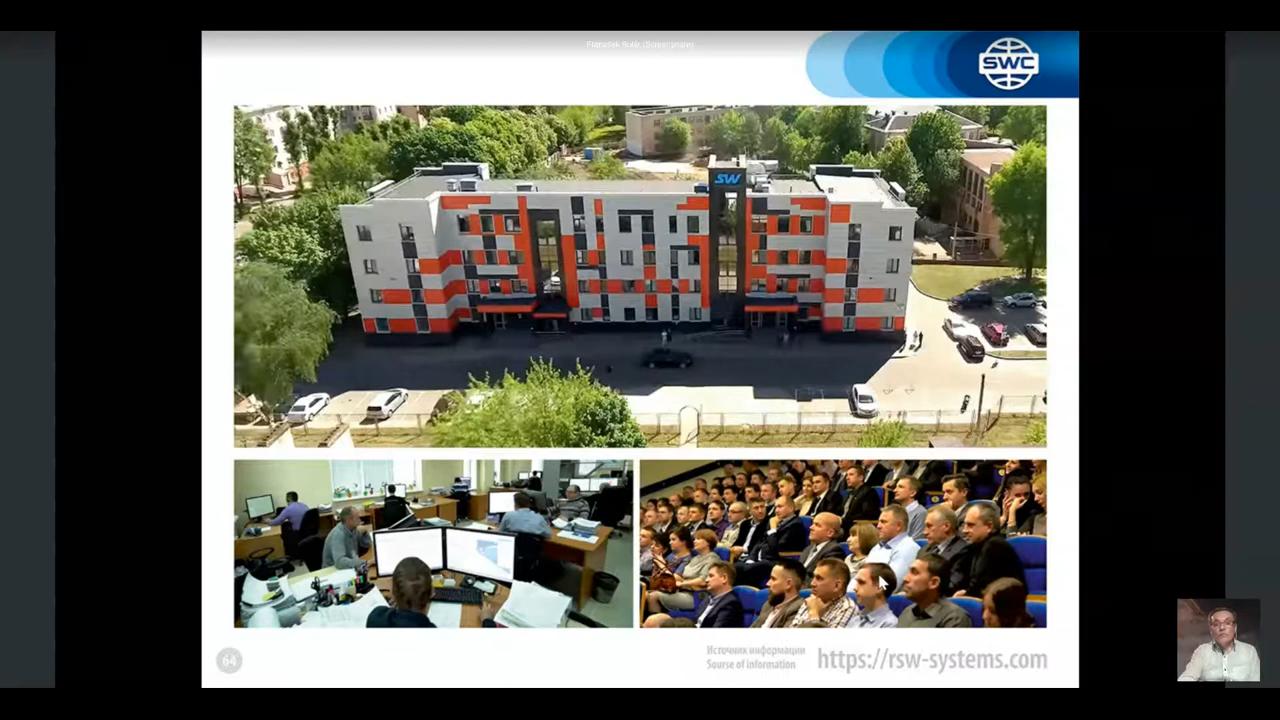 SWC
SW
64
Источник информации
Sourse of information
https://rsw-systems.com